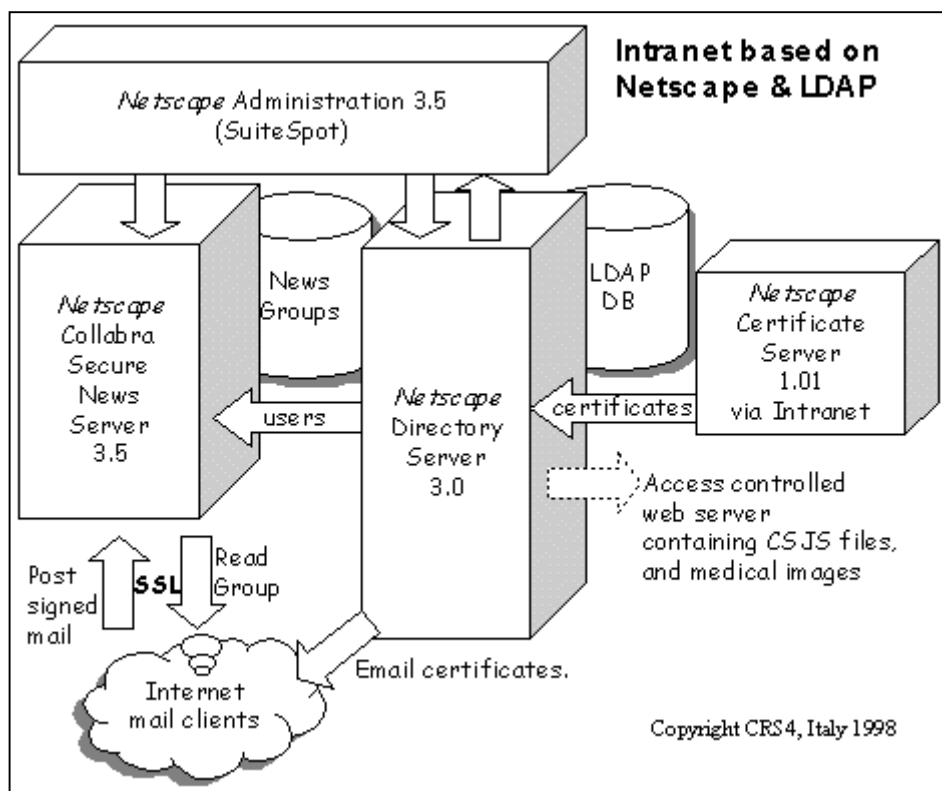 Intranet based on
Netscape & LDAP
Netscape Administration 3.5
(SuiteSpot)
Netscape
Collabra
Secure
News
Server
3.5
News
Groups
users
Netscape
Directory
Server
3.0
LDAP
DB
certificates
Netscape
Certificate
Server
1.01
via Intranet
Access controlled
web server
containing CSJS files,
and medical images
Post
signed
mail
SSL
Read
Group
Internet
mail clients
Email certificates.
Copyright CRS4, Italy 1998